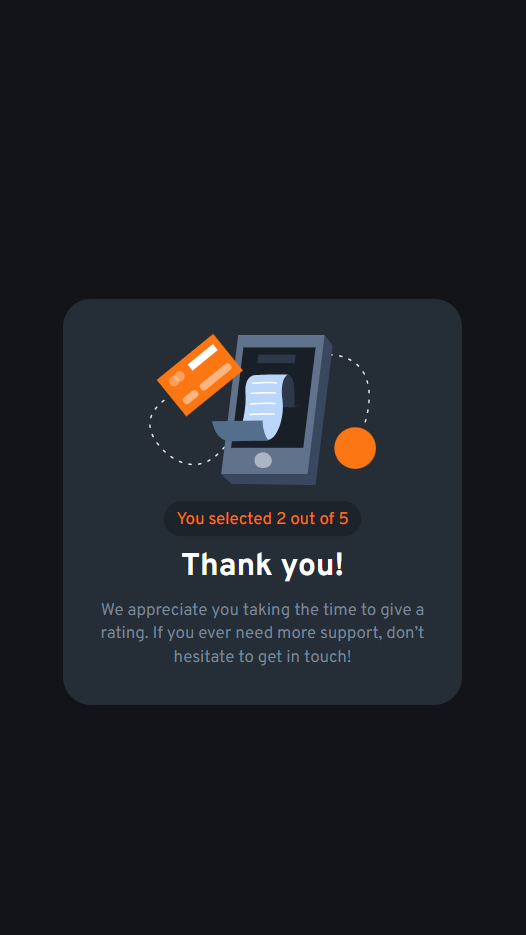 You selected 2 out of 5
Thank you!
We appreciate you taking the time to give a
rating. If you ever need more support, don’t
hesitate to get in touch!